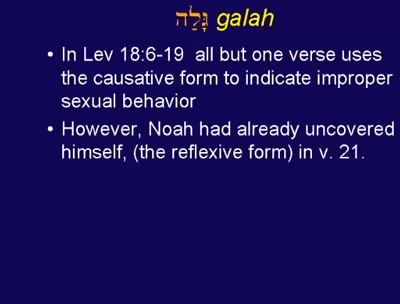 גָּלַה galah
• In Lev 18:6-19 all but one verse uses
the causative form to indicate improper
sexual behavior
• However, Noah had already uncovered
himself, (the reflexive form) in v. 21.